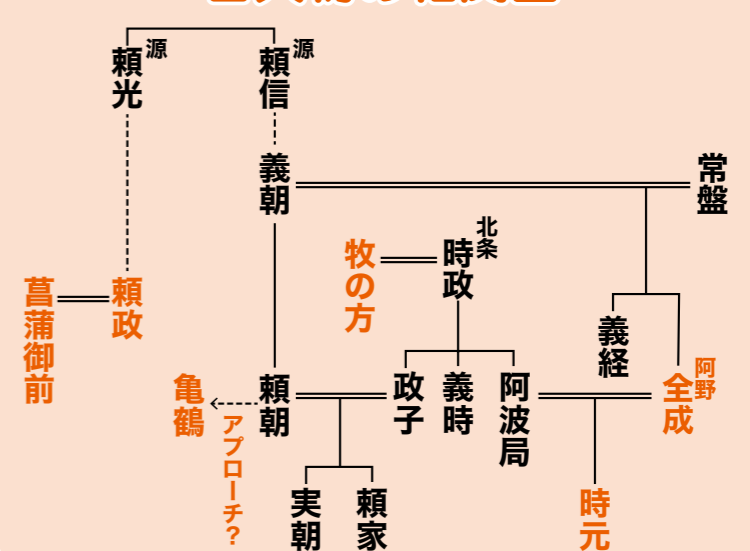 源
頼光
源
頼信
義朝
常盤
北条
時政
牧の方
菖蒲御前
頼政
義経
阿野
全成
亀鶴
アプローチ?
頼朝
政子
義時
阿波局
実朝
頼家
時元